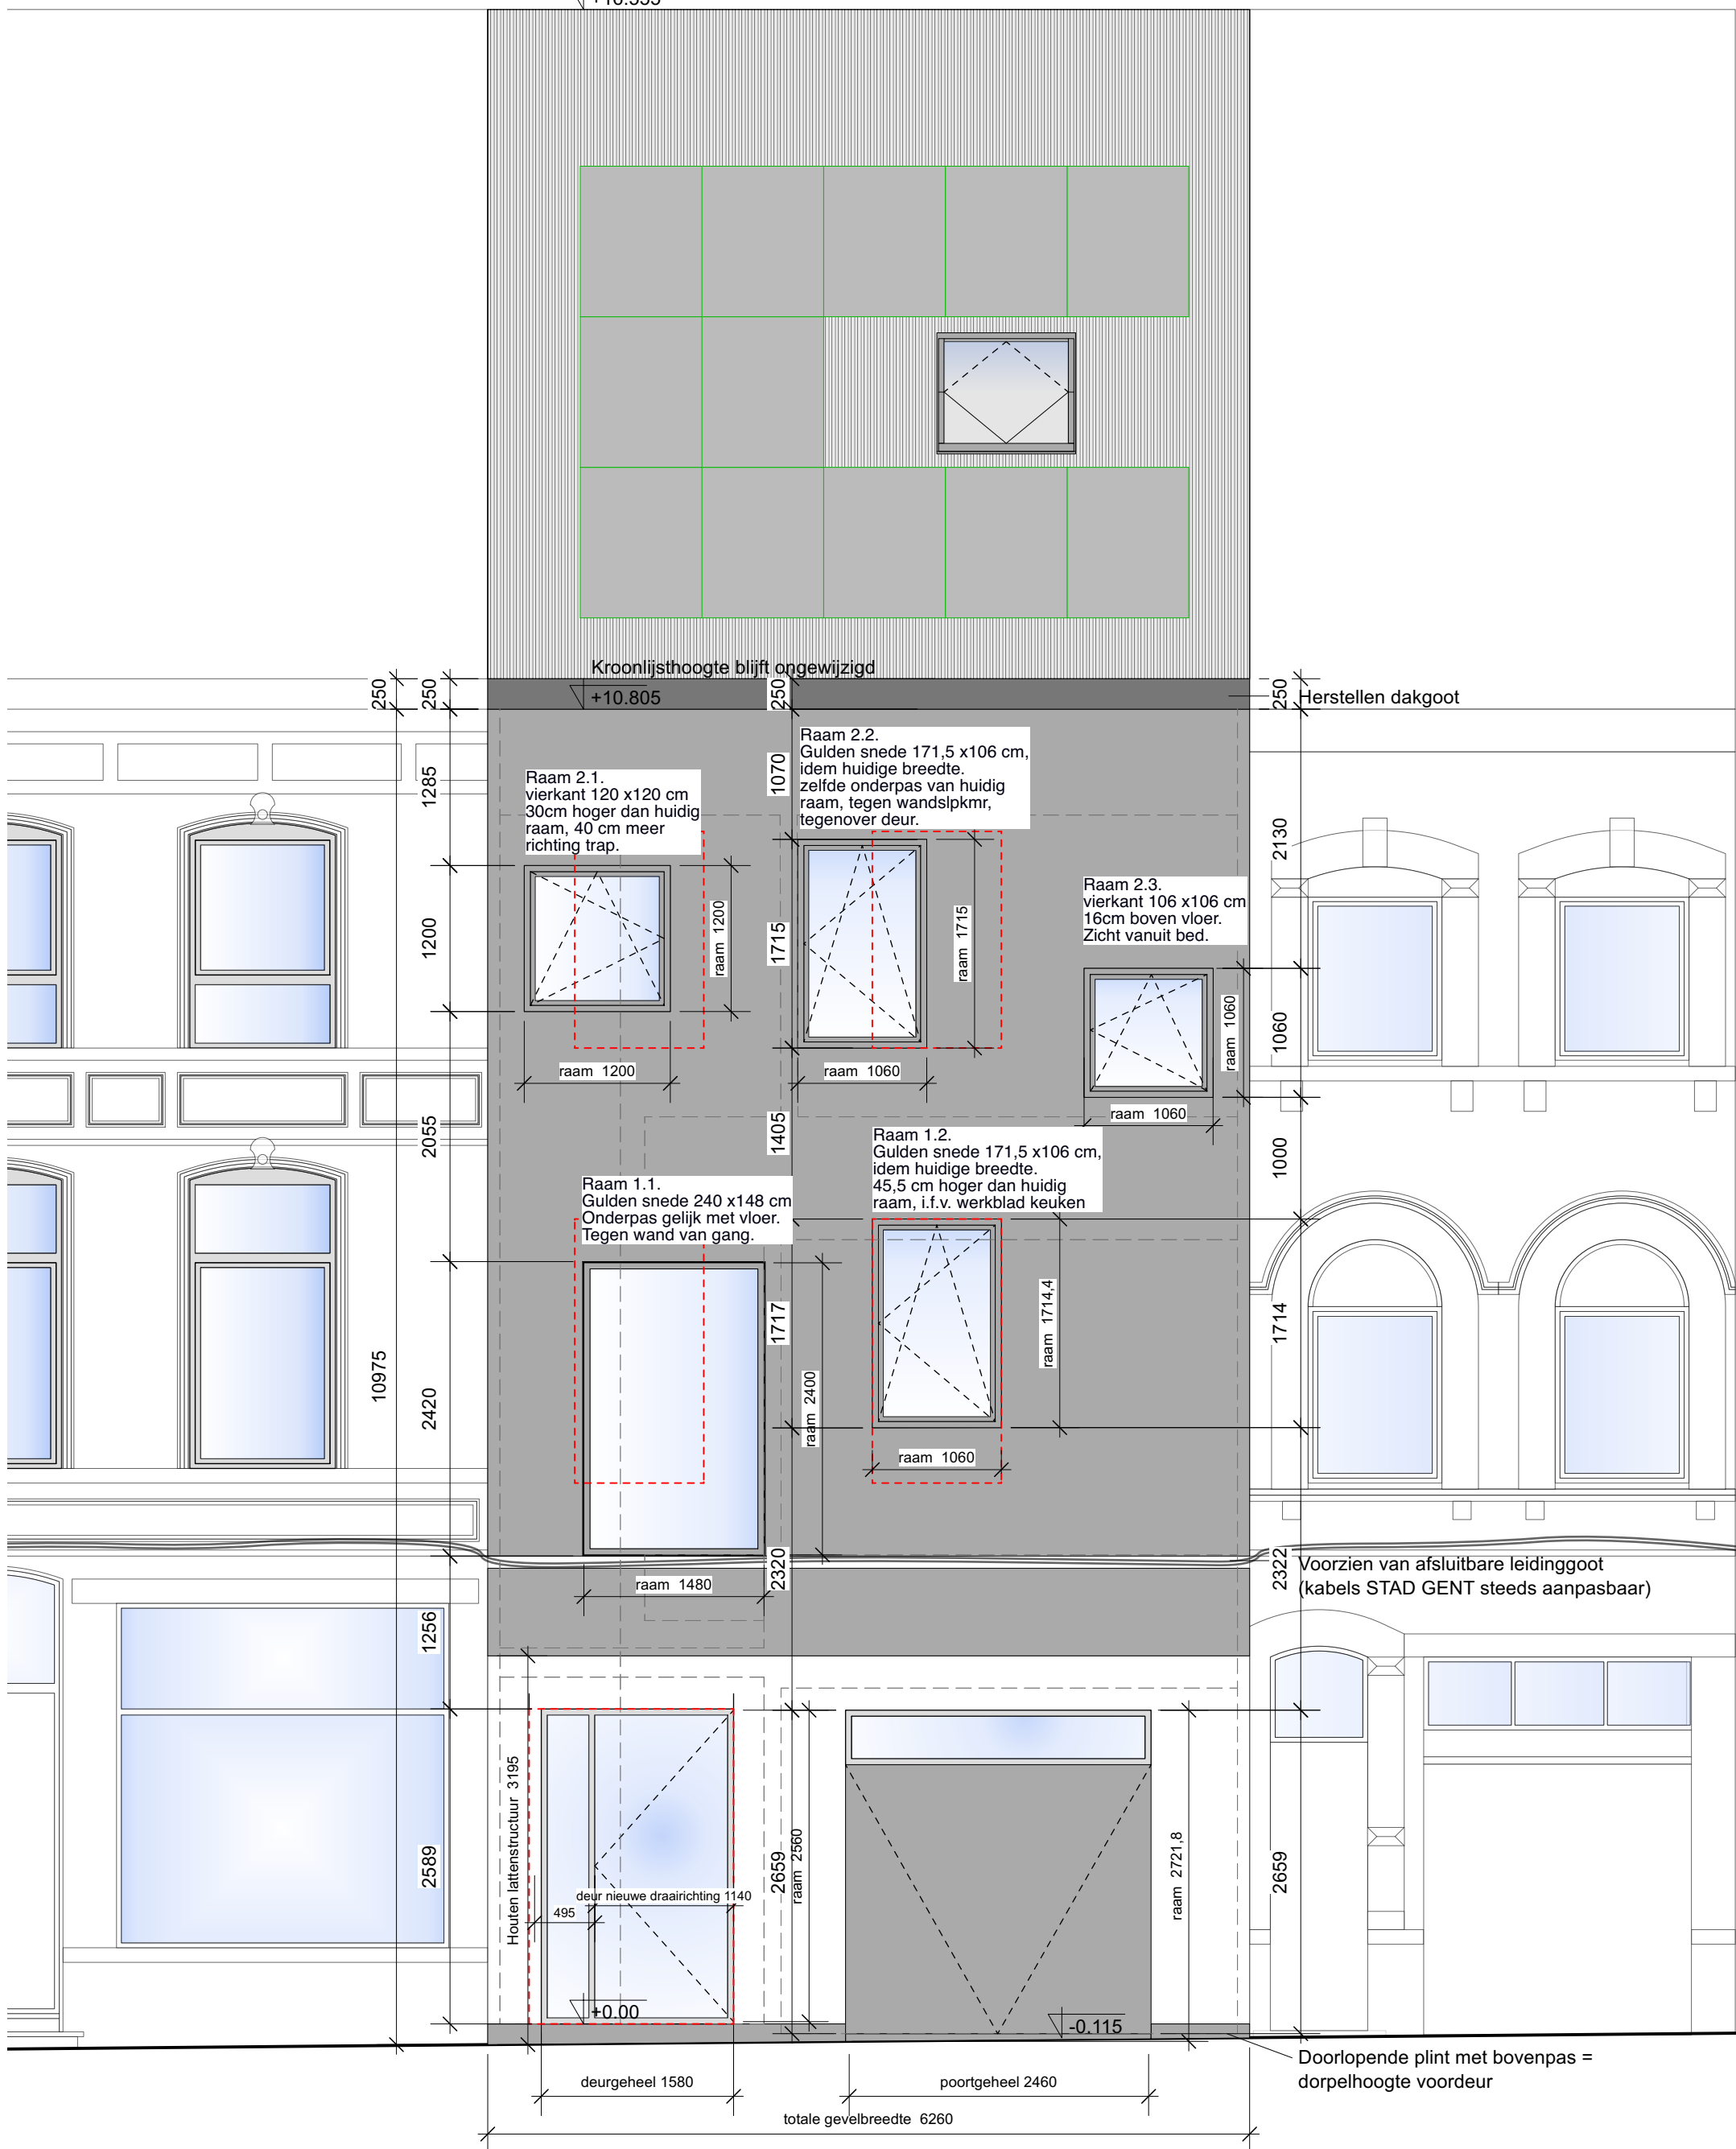 Kroonlijsthoogte blijft ongewijzigd
+10.805
250
250
250
250
Herstellen dakgoot
Raam 2.1.
vierkant 120 x120 cm
30cm hoger dan huidig
raam, 40 cm meer
richting trap.
Raam 2.2.
Gulden snede 171,5 x106 cm,
idem huidige breedte.
zelfde onderpas van huidig
raam, tegen wandslpkmr,
tegenover deur.
Raam 2.3.
vierkant 106 x106 cm
16cm boven vloer.
Zicht vanuit bed.
1285
1070
2130
1200
raam 1200
1715
raam 1715
raam 1060
1060
raam 1200
raam 1060
raam 1060
2055
1405
1000
Raam 1.1.
Gulden snede 240 x148 cm
Onderpas gelijk met vloer.
Tegen wand van gang.
Raam 1.2.
Gulden snede 171,5 x106 cm,
idem huidige breedte.
45,5 cm hoger dan huidig
raam, i.f.v. werkblad keuken
10975
2420
1717
raam 2400
raam 1714,4
1714
raam 1060
raam 1480
2320
2322
Voorzien van afsluitbare leidinggoot
(kabels STAD GENT steeds aanpasbaar)
1256
2589
Houten lattenstructuur 3195
deur nieuwe draairichting 1140
495
2659
raam 2560
raam 2721,8
2659
+0.00
-0.115
Doorlopende plint met bovenpas =
dorpelhoogte voordeur
deurgeheel 1580
poortgeheel 2460
totale gevelbreedte 6260